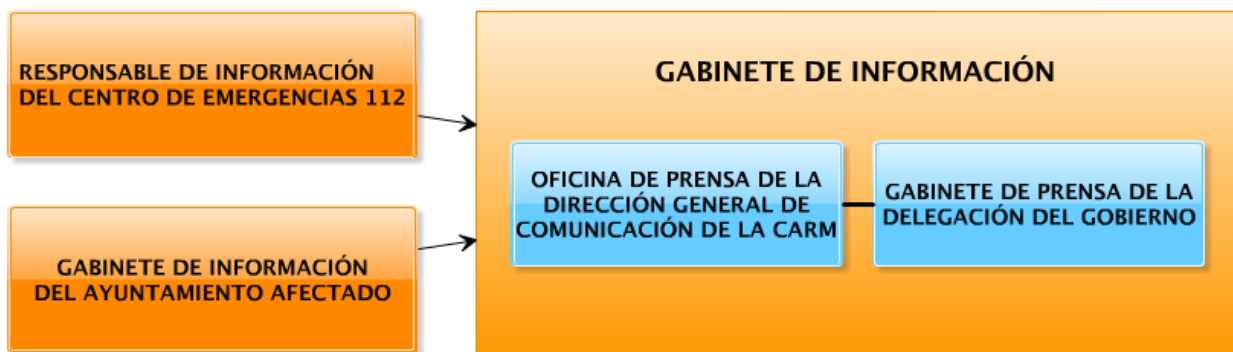 RESPONSABLE DE INFORMACIÓN
DEL CENTRO DE EMERGENCIAS 112
GABINETE DE INFORMACIÓN
DEL AYUNTAMIENTO AFECTADO
GABINETE DE INFORMACIÓN
OFICINA DE PRENSA DE LA
DIRECCIÓN GENERAL DE
COMUNICACIÓN DE LA CARM
GABINETE DE PRENSA DE LA
DELEGACIÓN DEL GOBIERNO